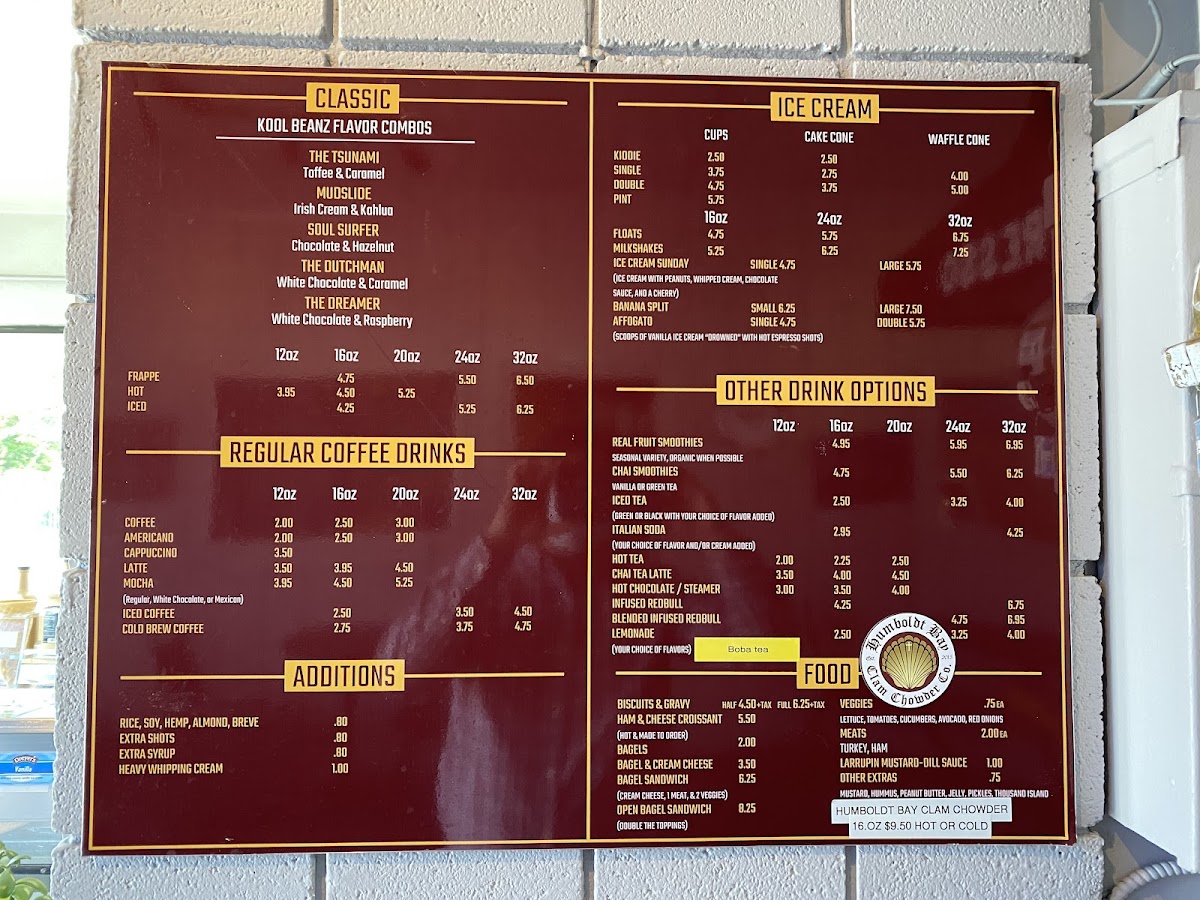 CLASSIC
KOOL BEANZ FLAVOR COMBOS
THE TSUNAMI
Toffee & Caramel
MUDSLIDE
Irish Cream & Kahlua
SOUL SURFER
Chocolate & Hazelnut
THE DUTCHMAN
White Chocolate & Caramel
THE DREAMER
White Chocolate & Raspberry
12oz 16oz 20oz 24oz 32oz
FRAPPE 4.75 5.50 6.50
HOT 3.95 4.50 5.25
ICED 4.25 5.25 6.25
REGULAR COFFEE DRINKS
12oz 16oz 20oz 24oz 32oz
COFFEE 2.00 2.50 3.00
AMERICANO 2.00 2.50 3.00
CAPPUCCINO 3.50
LATTE 3.50 3.95 4.50
MOCHA 3.95 4.50 5.25
(Regular, White Chocolate, or Mexican)
ICED COFFEE 2.50 3.50 4.50
COLD BREW COFFEE 2.75 3.75 4.75
ADDITIONS
RICE, SOY, HEMP, ALMOND, BREVE .80
EXTRA SHOTS .80
EXTRA SYRUP .80
HEAVY WHIPPING CREAM 1.00
ICE CREAM
CUPS CAKE CONE WAFFLE CONE
KIDDIE 2.50 2.50
SINGLE 3.75 2.75 4.00
DOUBLE 4.75 3.75 5.00
PINT 5.75
16oz 24oz 32oz
FLOATS 4.75 5.75 6.75
MILKSHAKES 5.25 6.25 7.25
ICE CREAM SUNDAY SINGLE 4.75 LARGE 5.75
(ICE CREAM WITH PEANUTS, WHIPPED CREAM, CHOCOLATE
SAUCE, AND A CHERRY)
BANANA SPLIT SMALL 6.25 LARGE 7.50
AFFOGATO SINGLE 4.75 DOUBLE 5.75
(SCOOPS OF VANILLA ICE CREAM "DROWNED" WITH HOT ESPRESSO SHOTS)
OTHER DRINK OPTIONS
12oz 16oz 20oz 24oz 32oz
REAL FRUIT SMOOTHIES 4.95 5.95 6.95
SEASONAL VARIETY, ORGANIC WHEN POSSIBLE
CHAI SMOOTHIES 4.75 5.50 6.25
VANILLA OR GREEN TEA
ICED TEA 2.50 3.25 4.00
(GREEN OR BLACK WITH YOUR CHOICE OF FLAVOR ADDED)
ITALIAN SODA 2.95 4.25
(YOUR CHOICE OF FLAVOR AND/OR CREAM ADDED)
HOT TEA 2.00 2.25 2.50
CHAI TEA LATTE 3.50 4.00 4.50
HOT CHOCOLATE / STEAMER 3.00 3.50 4.00
INFUSED REDBULL 4.25 6.75
BLENDED INFUSED REDBULL 4.75 6.95
LEMONADE 2.50 3.25 4.00
(YOUR CHOICE OF FLAVORS)
Boba tea
Humboldt Bay
Clam Chowder Co.
FOOD
BISCUITS & GRAVY HALF 4.50 +TAX FULL 6.25+TAX
HAM & CHEESE CROISSANT 5.50
(HOT & MADE TO ORDER)
BAGELS 2.00
BAGEL & CREAM CHEESE 3.50
BAGEL SANDWICH 6.25
(CREAM CHEESE, 1 MEAT, & 2 VEGGIES)
OPEN BAGEL SANDWICH 8.25
(DOUBLE THE TOPPINGS)
VEGGIES .75 EA
LETTUCE, TOMATOES, CUCUMBERS, AVOCADO, RED ONIONS
MEATS 2.00 EA
TURKEY, HAM
LARRUPIN MUSTARD-DILL SAUCE 1.00
OTHER EXTRAS .75
MUSTARD, HUMMUS, PEANUT BUTTER, JELLY, PICKLES, THOUSAND ISLAND
HUMBOLDT BAY CLAM CHOWDER
16.OZ $9.50 HOT OR COLD
Vanilla